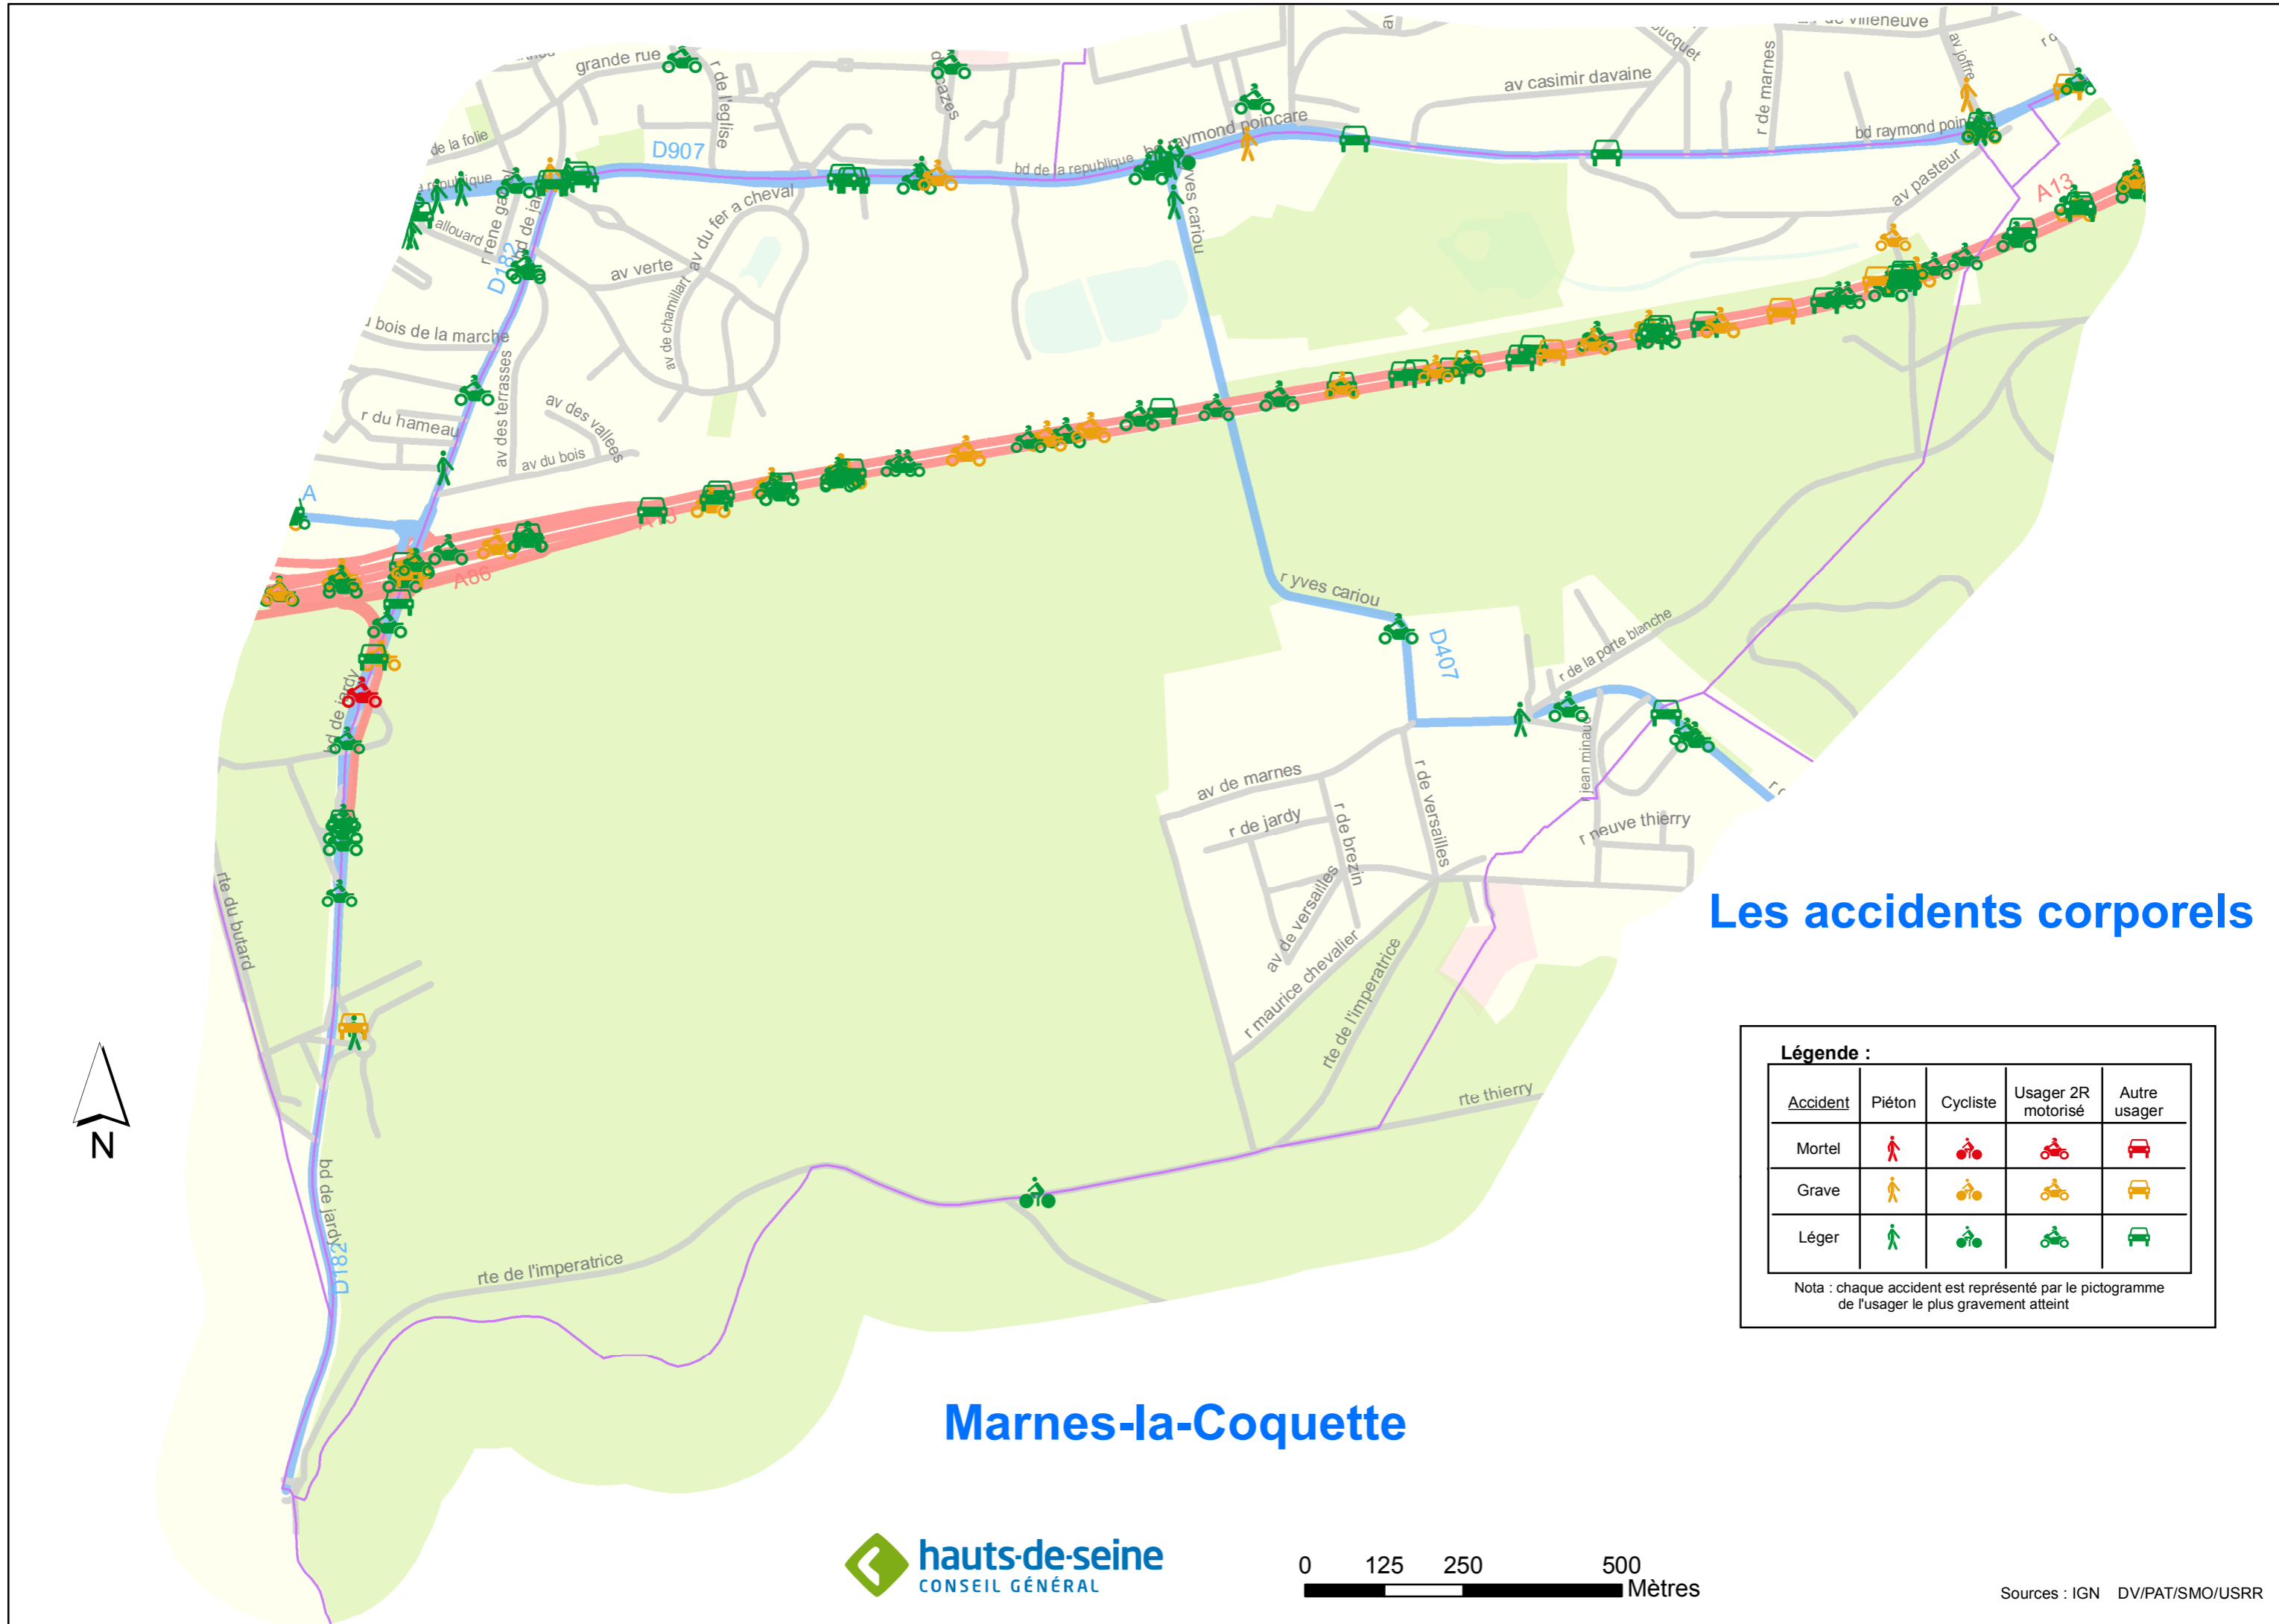 grande rue
r de l'eglise
de la folie
D907
bd de la republique
bd raymond poincare
av casimir davaine
r de marnes
av joffre
bd raymond poin
av pasteur
A13
r yves cariou
allouard
D182
av verte
av du fer a cheval
av de chamillart
bois de la marche
r du hameau
av des terrasses
av des vallees
av du bois
A
A13
A86
bd de jardy
r yves cariou
D407
r de la porte blanche
r jean minaud
av de marnes
r de jardy
r de brezin
r de versailles
r neuve thierry
av de versailles
r maurice chevalier
rte de l'imperatrice
rte thierry
rte du butard
bd de jardy
D182
rte de l'imperatrice
Les accidents corporels
Légende :
Accident Piéton Cycliste Usager 2R motorisé Autre usager
Mortel
Grave
Léger
Nota : chaque accident est représenté par le pictogramme
de l'usager le plus gravement atteint
N
Marnes-la-Coquette
hauts-de-seine
CONSEIL GÉNÉRAL
0 125 250 500
Mètres
Sources : IGN DV/PAT/SMO/USRR